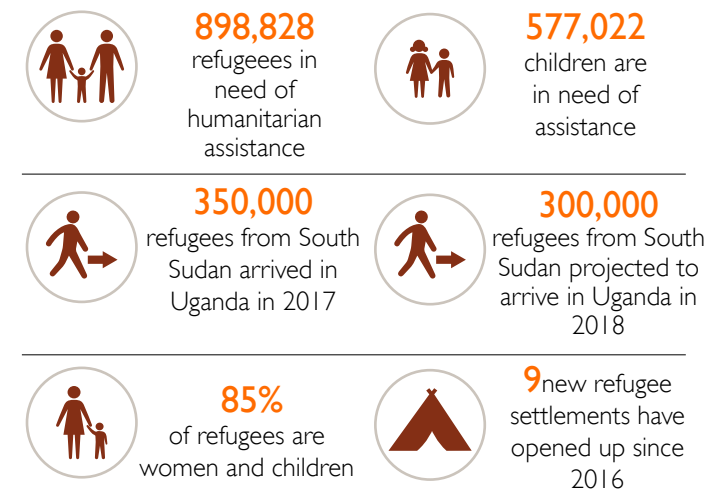 898,828
refugeees in
need of
humanitarian
assistance
577,022
children are
in need of
assistance
350,000
refugees from South
Sudan arrived in
Uganda in 2017
300,000
refugees from South
Sudan projected to
arrive in Uganda in
2018
85%
of refugees are
women and children
9new refugee
settlements have
opened up since
2016